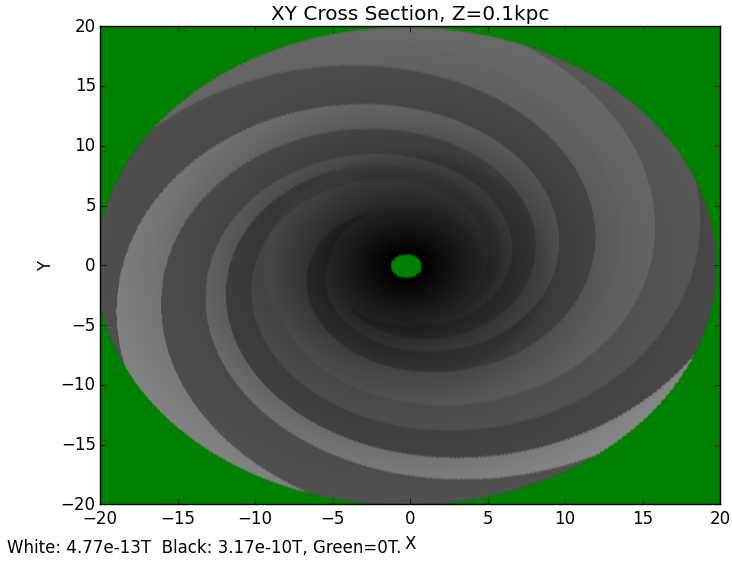 XY Cross Section, Z=0.1kpc
20
15
10
5
0
−5
−10
−15
−20
Y
−20 −15 −10 −5 0 5 10 15 20
X
White: 4.77e-13T Black: 3.17e-10T, Green=0T.